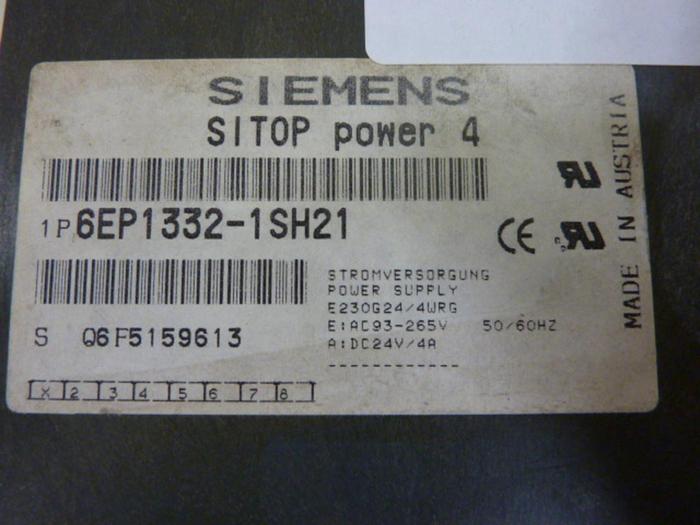 SIEMENS
SITOP power 4
1P 6EP1332-1SH21
S Q6F5159613
STROMVERSORGUNG
POWER SUPPLY
E230G24/4WRG
E:AC93-265V 50/60HZ
A:DC24V/4A
------------
X 2 3 4 5 6 7 8
CE
MADE IN AUSTRIA